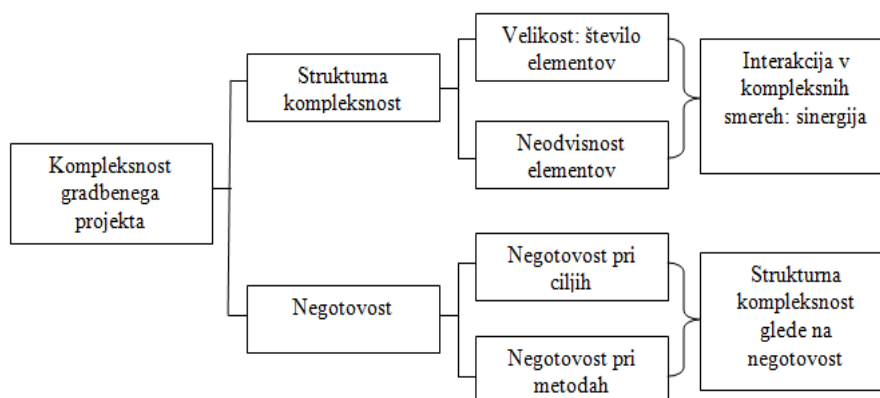 Kompleksnost
gradbenega
projekta
Strukturna
kompleksnost
Velikost: število
elementov
Neodvisnost
elementov
Interakcija v
kompleksnih
smereh: sinergija
Negotovost
Negotovost pri
ciljih
Negotovost pri
metodah
Strukturna
kompleksnost
glede na
negotovost